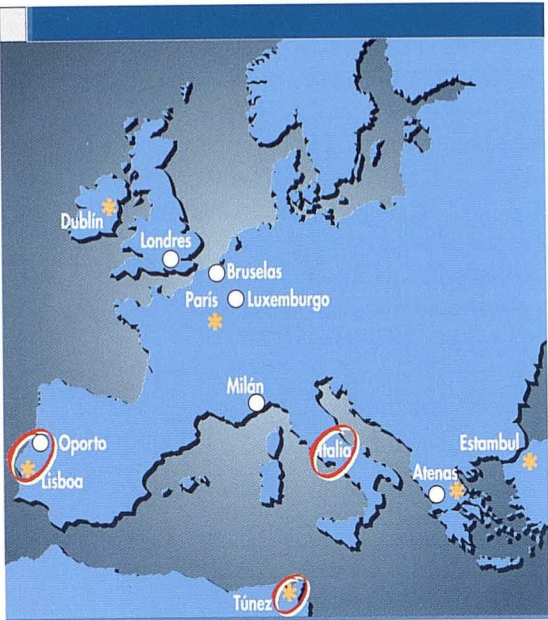 Dublín
Londres
Bruselas
París
Luxemburgo
Milán
Oporto
Italia
Estambul
Lisboa
Atenas
Túnez